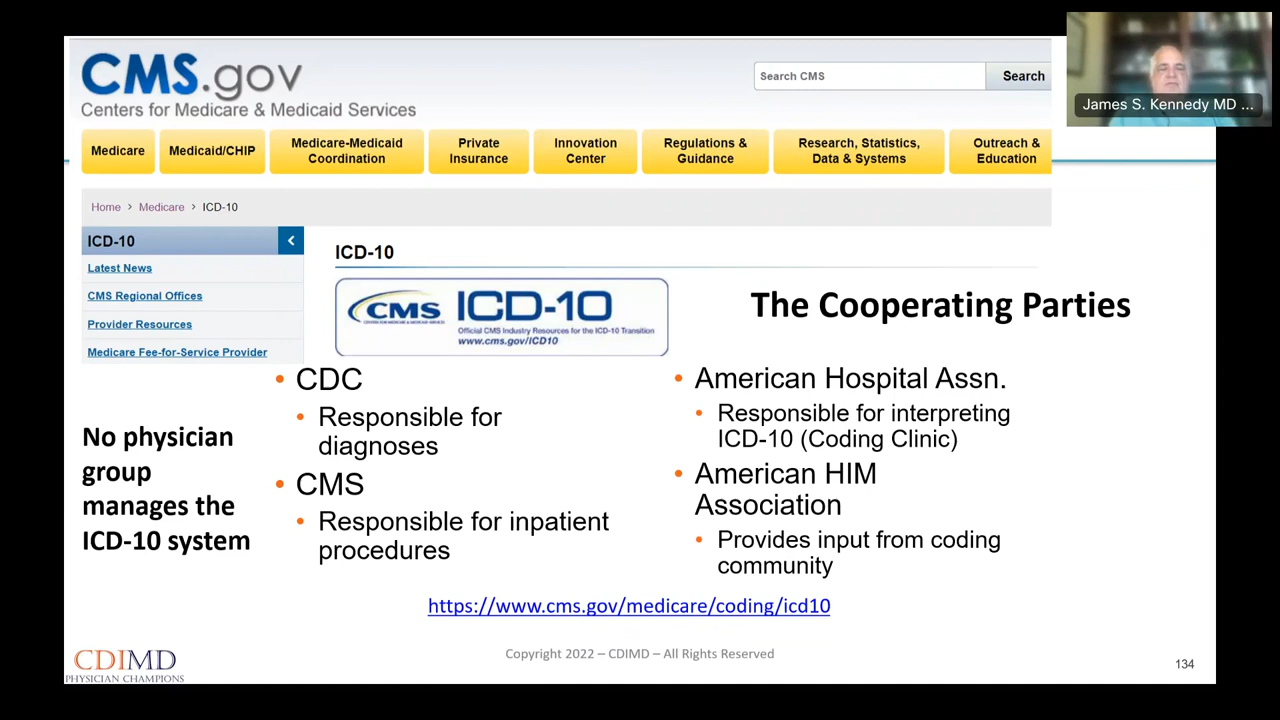 CMS.gov
Centers for Medicare & Medicaid Services
Search CMS
Search
James S. Kennedy MD ...
Medicare
Medicaid/CHIP
Medicare-Medicaid
Coordination
Private
Insurance
Innovation
Center
Regulations &
Guidance
Research, Statistics,
Data & Systems
Outreach &
Education
Home > Medicare > ICD-10
ICD-10
Latest News
CMS Regional Offices
Provider Resources
Medicare Fee-for-Service Provider
ICD-10
CMS
CENTERS FOR MEDICARE & MEDICAID SERVICES
ICD-10
Official CMS Industry Resources for the ICD-10 Transition
www.cms.gov/ICD10
The Cooperating Parties
No physician
group
manages the
ICD-10 system
• CDC
• Responsible for
diagnoses
• CMS
• Responsible for inpatient
procedures
• American Hospital Assn.
• Responsible for interpreting
ICD-10 (Coding Clinic)
• American HIM
Association
• Provides input from coding
community
https://www.cms.gov/medicare/coding/icd10
CDIMD
PHYSICIAN CHAMPIONS
Copyright 2022 – CDIMD – All Rights Reserved
134